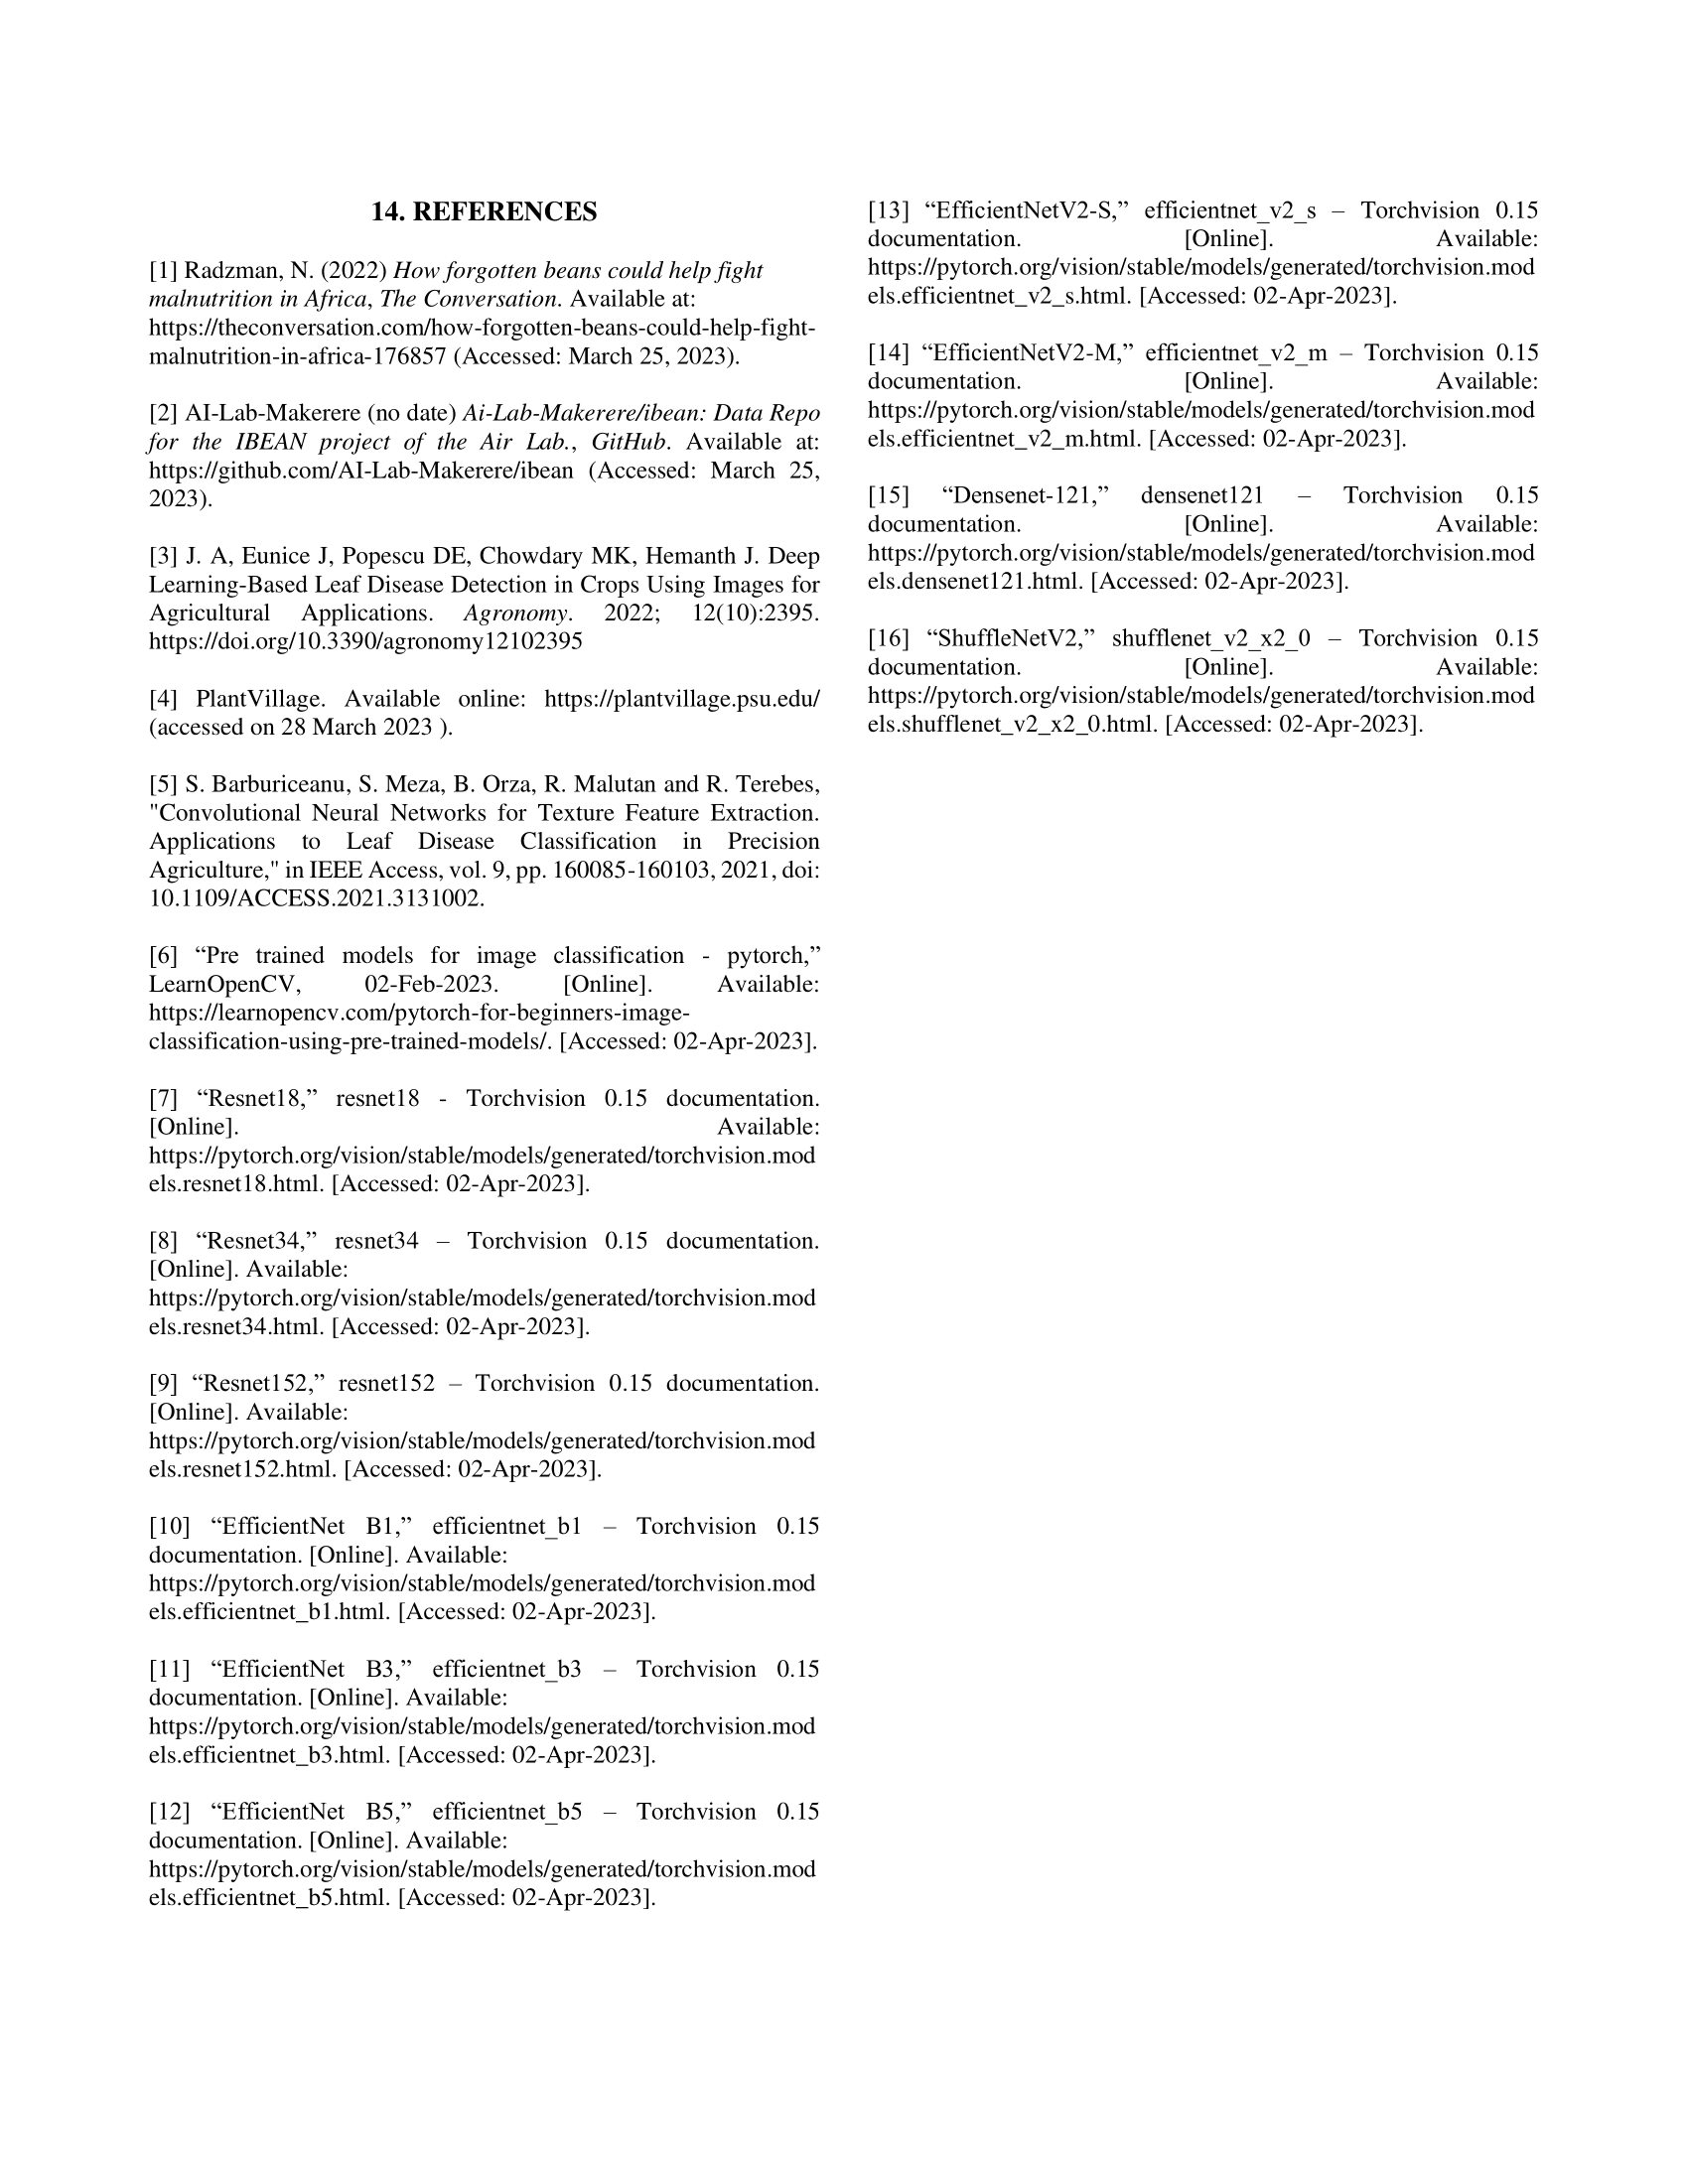 14. REFERENCES
[1] Radzman, N. (2022) How forgotten beans could help fight
malnutrition in Africa, The Conversation. Available at:
https://theconversation.com/how-forgotten-beans-could-help-fight-
malnutrition-in-africa-176857 (Accessed: March 25, 2023).
[2] AI-Lab-Makerere (no date) Ai-Lab-Makerere/ibean: Data Repo
for the IBEAN project of the Air Lab., GitHub. Available at:
https://github.com/AI-Lab-Makerere/ibean (Accessed: March 25,
2023).
[3] J. A, Eunice J, Popescu DE, Chowdary MK, Hemanth J. Deep
Learning-Based Leaf Disease Detection in Crops Using Images for
Agricultural Applications. Agronomy. 2022; 12(10):2395.
https://doi.org/10.3390/agronomy12102395
[4] PlantVillage. Available online: https://plantvillage.psu.edu/
(accessed on 28 March 2023 ).
[5] S. Barburiceanu, S. Meza, B. Orza, R. Malutan and R. Terebes,
"Convolutional Neural Networks for Texture Feature Extraction.
Applications to Leaf Disease Classification in Precision
Agriculture," in IEEE Access, vol. 9, pp. 160085-160103, 2021, doi:
10.1109/ACCESS.2021.3131002.
[6] “Pre trained models for image classification - pytorch,”
LearnOpenCV, 02-Feb-2023. [Online]. Available:
https://learnopencv.com/pytorch-for-beginners-image-
classification-using-pre-trained-models/. [Accessed: 02-Apr-2023].
[7] “Resnet18,” resnet18 - Torchvision 0.15 documentation.
[Online]. Available:
https://pytorch.org/vision/stable/models/generated/torchvision.mod
els.resnet18.html. [Accessed: 02-Apr-2023].
[8] “Resnet34,” resnet34 – Torchvision 0.15 documentation.
[Online]. Available:
https://pytorch.org/vision/stable/models/generated/torchvision.mod
els.resnet34.html. [Accessed: 02-Apr-2023].
[9] “Resnet152,” resnet152 – Torchvision 0.15 documentation.
[Online]. Available:
https://pytorch.org/vision/stable/models/generated/torchvision.mod
els.resnet152.html. [Accessed: 02-Apr-2023].
[10] “EfficientNet B1,” efficientnet_b1 – Torchvision 0.15
documentation. [Online]. Available:
https://pytorch.org/vision/stable/models/generated/torchvision.mod
els.efficientnet_b1.html. [Accessed: 02-Apr-2023].
[11] “EfficientNet B3,” efficientnet_b3 – Torchvision 0.15
documentation. [Online]. Available:
https://pytorch.org/vision/stable/models/generated/torchvision.mod
els.efficientnet_b3.html. [Accessed: 02-Apr-2023].
[12] “EfficientNet B5,” efficientnet_b5 – Torchvision 0.15
documentation. [Online]. Available:
https://pytorch.org/vision/stable/models/generated/torchvision.mod
els.efficientnet_b5.html. [Accessed: 02-Apr-2023].
[13] “EfficientNetV2-S,” efficientnet_v2_s – Torchvision 0.15
documentation. [Online]. Available:
https://pytorch.org/vision/stable/models/generated/torchvision.mod
els.efficientnet_v2_s.html. [Accessed: 02-Apr-2023].
[14] “EfficientNetV2-M,” efficientnet_v2_m – Torchvision 0.15
documentation. [Online]. Available:
https://pytorch.org/vision/stable/models/generated/torchvision.mod
els.efficientnet_v2_m.html. [Accessed: 02-Apr-2023].
[15] “Densenet-121,” densenet121 – Torchvision 0.15
documentation. [Online]. Available:
https://pytorch.org/vision/stable/models/generated/torchvision.mod
els.densenet121.html. [Accessed: 02-Apr-2023].
[16] “ShuffleNetV2,” shufflenet_v2_x2_0 – Torchvision 0.15
documentation. [Online]. Available:
https://pytorch.org/vision/stable/models/generated/torchvision.mod
els.shufflenet_v2_x2_0.html. [Accessed: 02-Apr-2023].